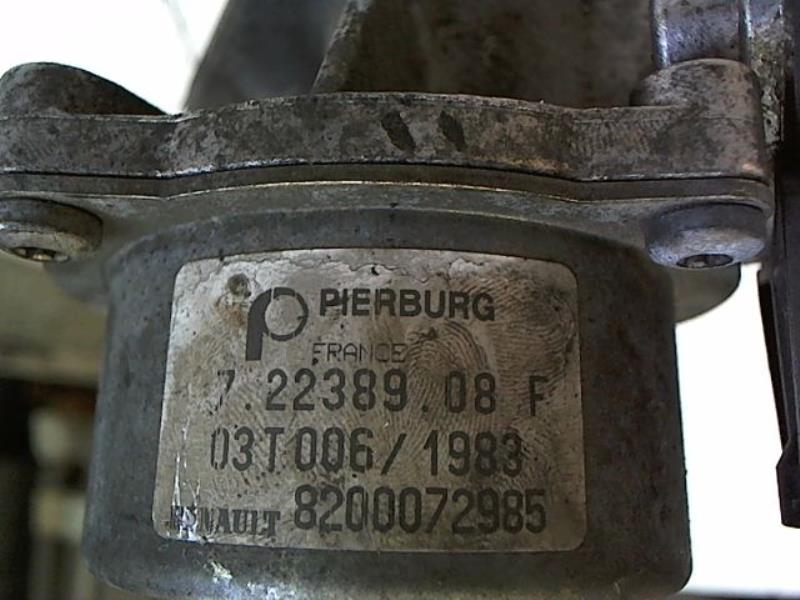 PIERBURG
FRANCE
7.22389.08 F
03T006/1983
RENAULT 8200072985